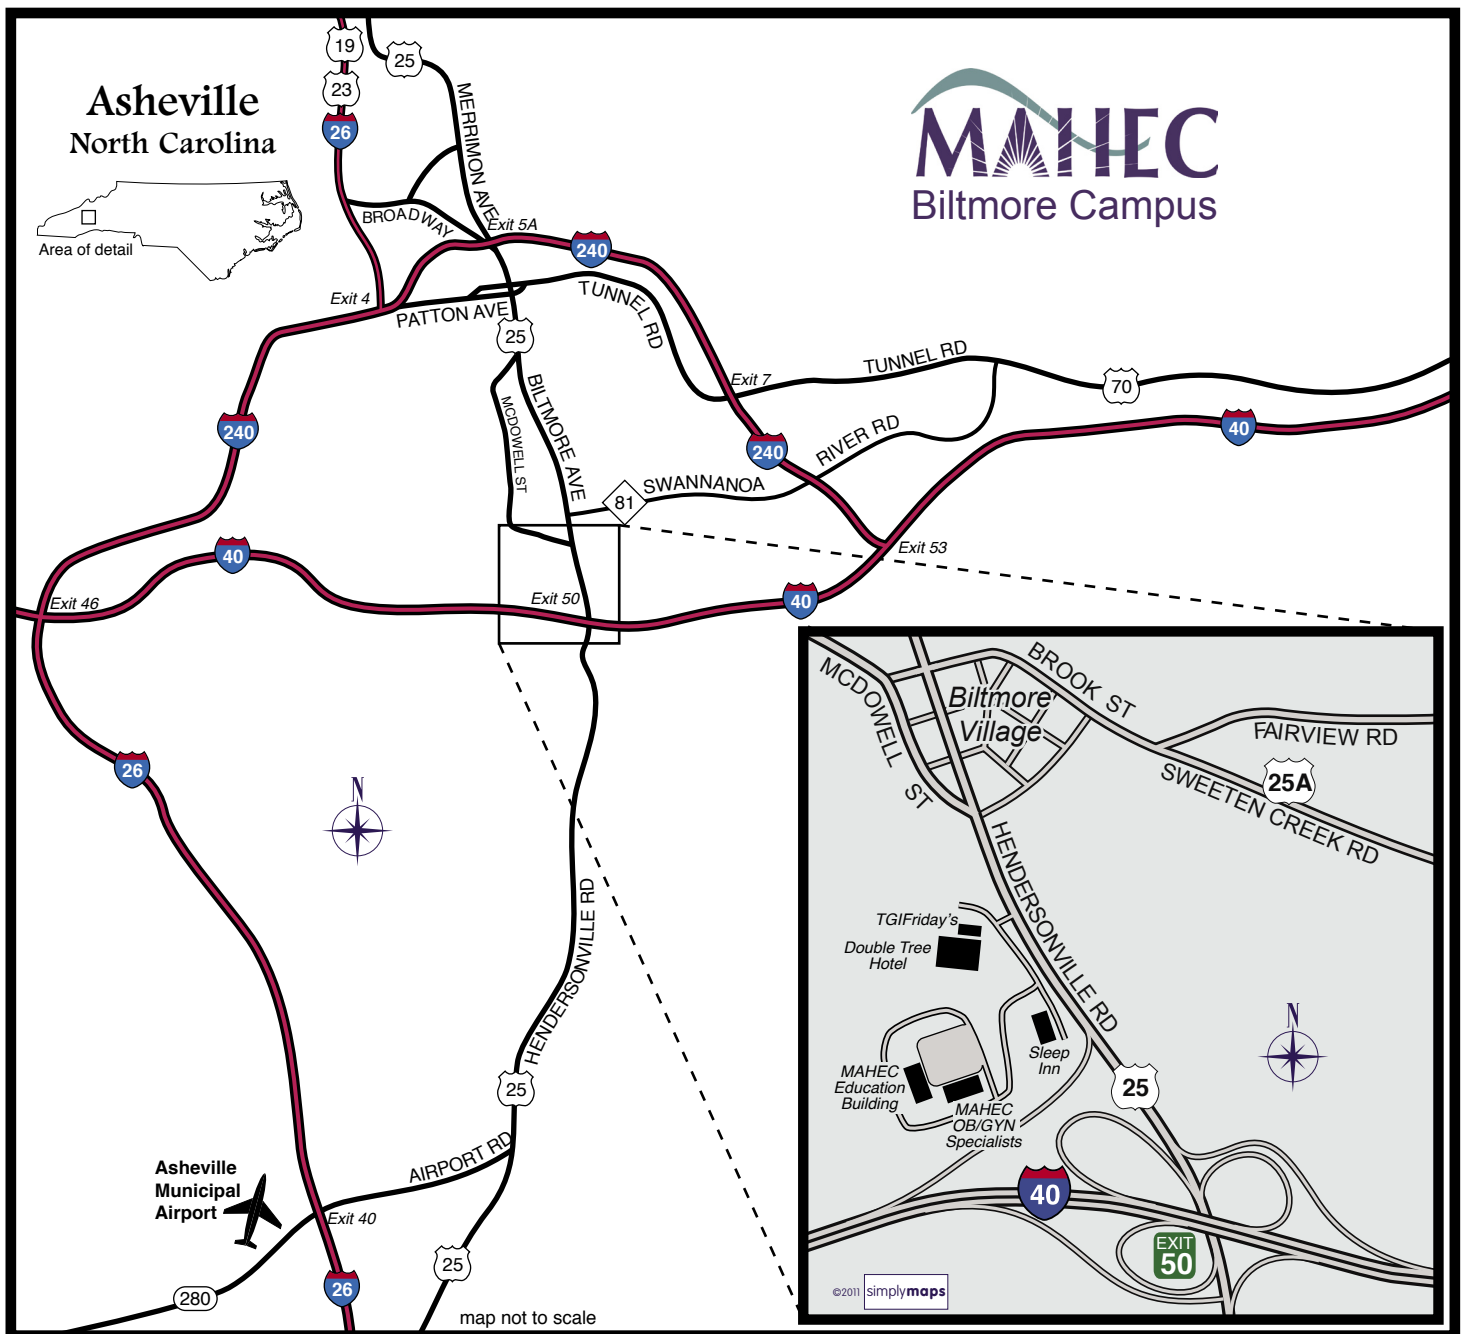 19
25
23
Asheville
North Carolina
26
MERRIMON AVE
MAHEC
Biltmore Campus
BROADWAY
Exit 5A
Area of detail
240
Exit 4
TUNNEL RD
PATTON AVE
25
TUNNEL RD
Exit 7
70
BILTMORE AVE
MCDOWELL ST
240
240
RIVER RD
40
SWANNANOA
81
40
Exit 53
Exit 46
Exit 50
40
26
N
HENDERSONVILLE RD
25
AIRPORT RD
Asheville
Municipal
Airport
Exit 40
280
26
25
map not to scale
BROOK ST
MCDOWELL ST
Biltmore
Village
FAIRVIEW RD
25A
SWEETEN CREEK RD
HENDERSONVILLE RD
TGIFriday's
Double Tree
Hotel
N
Sleep
Inn
MAHEC
Education
Building
25
MAHEC
OB/GYN
Specialists
40
EXIT
50
©2011 simplymaps